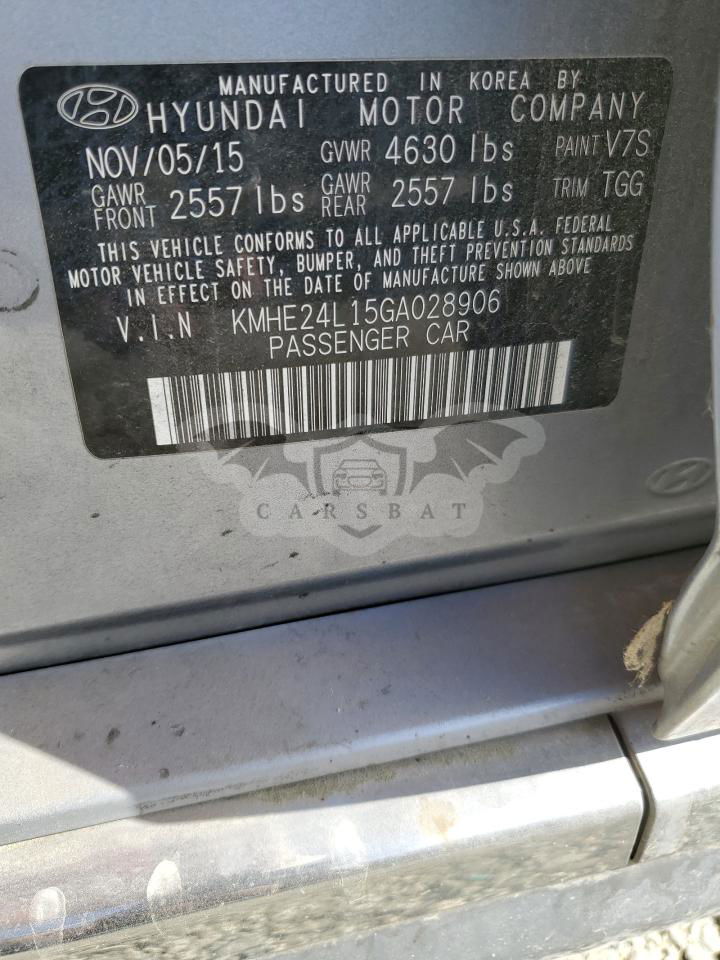 MANUFACTURED IN KOREA BY
HYUNDAI MOTOR COMPANY
NOV/05/15 GVWR 4630 lbs PAINT V7S
GAWR FRONT 2557 lbs GAWR REAR 2557 lbs TRIM TGG
THIS VEHICLE CONFORMS TO ALL APPLICABLE U.S.A. FEDERAL
MOTOR VEHICLE SAFETY, BUMPER, AND THEFT PREVENTION STANDARDS
IN EFFECT ON THE DATE OF MANUFACTURE SHOWN ABOVE
V.I.N KMHE24L15GA028906
PASSENGER CAR
CARSBAT